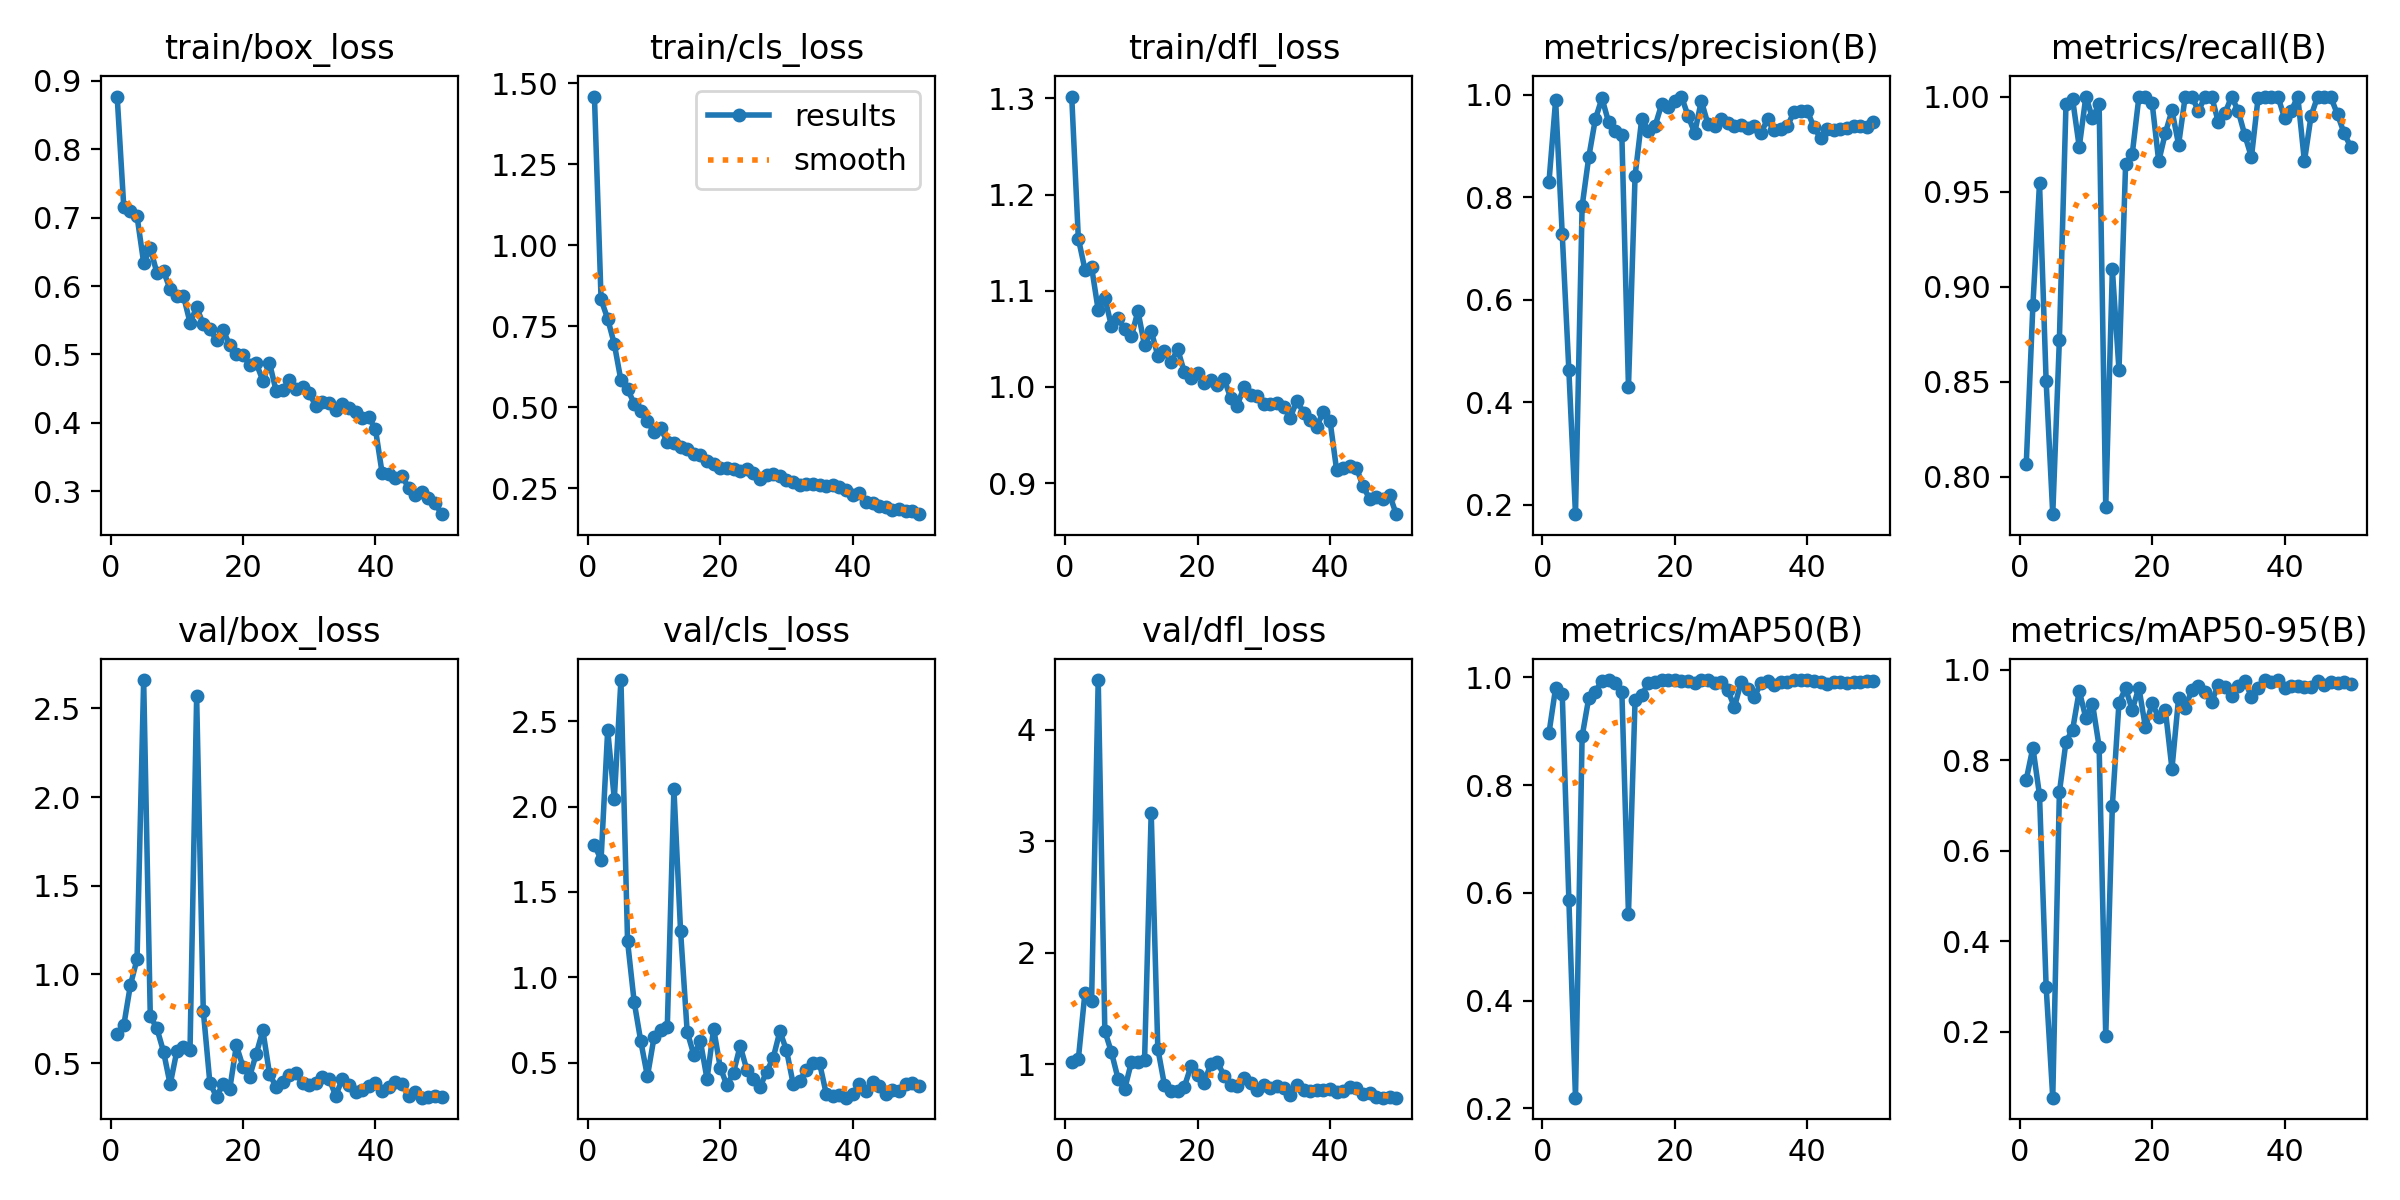 train/box_loss
0.9
0.8
0.7
0.6
0.5
0.4
0.3
0 20 40
train/cls_loss
results
smooth
1.50
1.25
1.00
0.75
0.50
0.25
0 20 40
train/dfl_loss
1.3
1.2
1.1
1.0
0.9
0 20 40
metrics/precision(B)
1.0
0.8
0.6
0.4
0.2
0 20 40
metrics/recall(B)
1.00
0.95
0.90
0.85
0.80
0 20 40
val/box_loss
2.5
2.0
1.5
1.0
0.5
0 20 40
val/cls_loss
2.5
2.0
1.5
1.0
0.5
0 20 40
val/dfl_loss
4
3
2
1
0 20 40
metrics/mAP50(B)
1.0
0.8
0.6
0.4
0.2
0 20 40
metrics/mAP50-95(B)
1.0
0.8
0.6
0.4
0.2
0 20 40